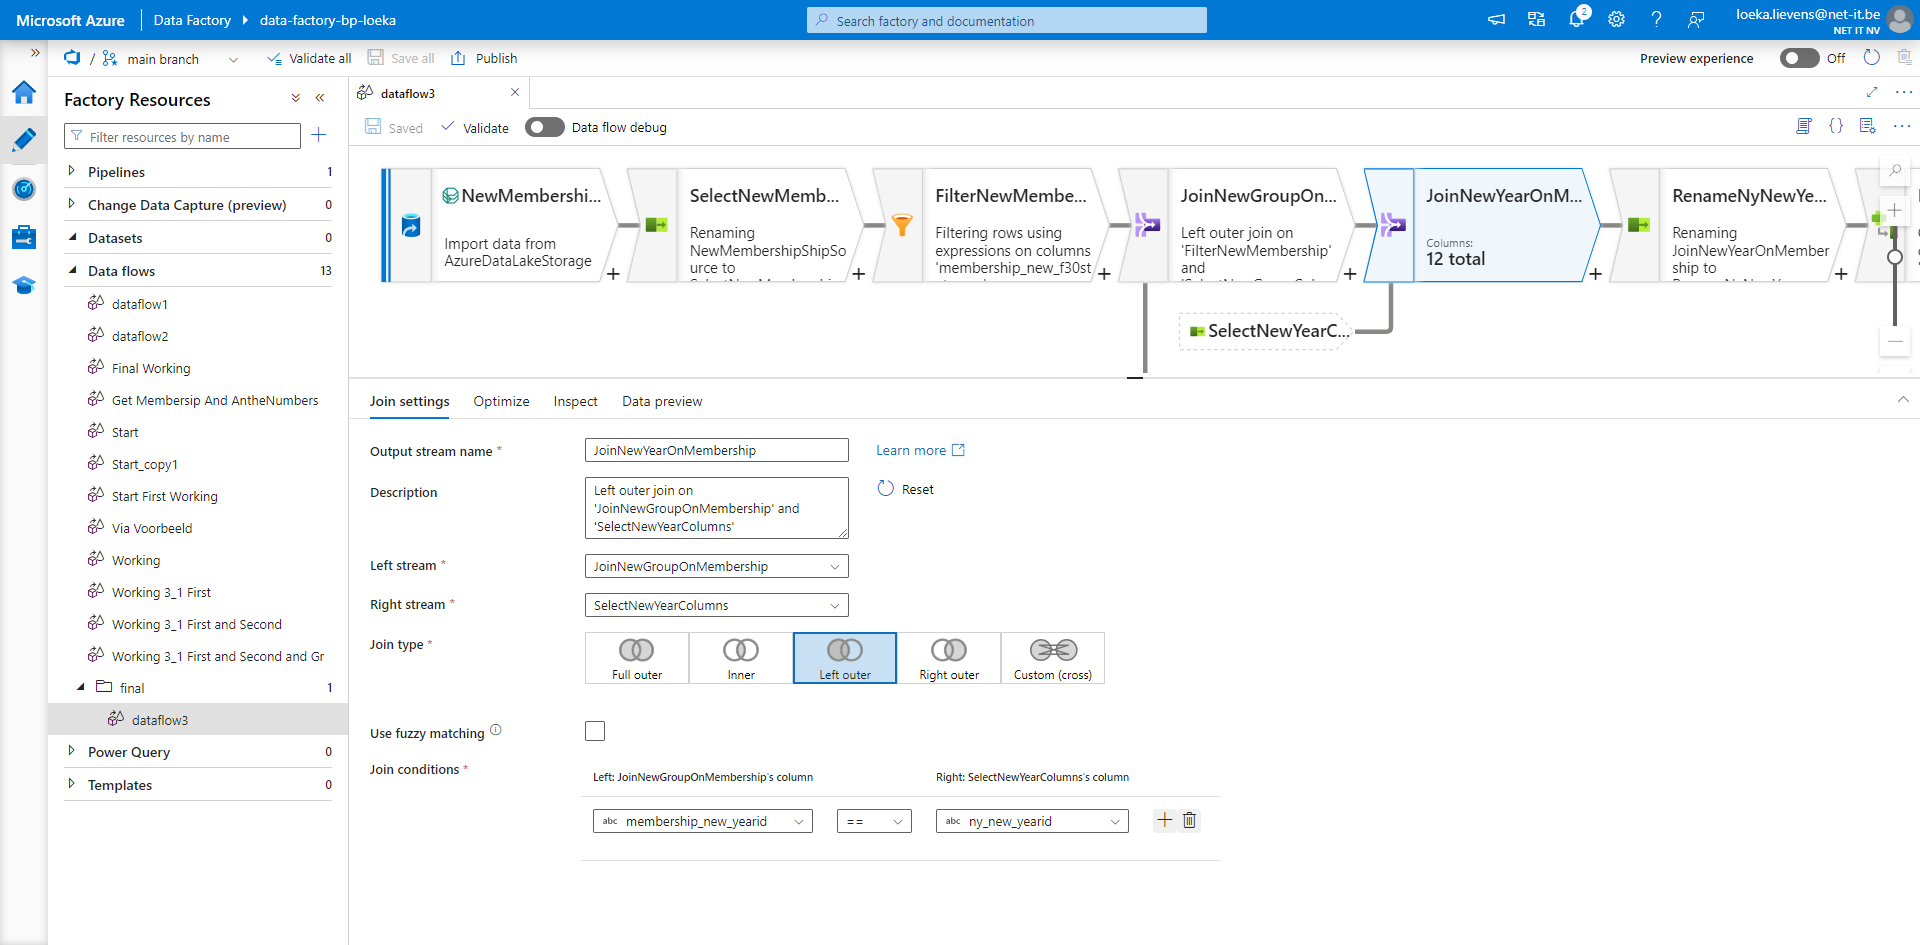 Microsoft Azure
Data Factory
data-factory-bp-loeka
Search factory and documentation
2
loeka.lievens@net-it.be
NET IT NV
/
main branch
Validate all
Save all
Publish
Preview experience
Off
Factory Resources
Filter resources by name
Pipelines 1
Change Data Capture (preview) 0
Datasets 0
Data flows 13
dataflow1
dataflow2
Final Working
Get Membersip And AntheNumbers
Start
Start_copy1
Start First Working
Via Voorbeeld
Working
Working 3_1 First
Working 3_1 First and Second
Working 3_1 First and Second and Gr
final 1
dataflow3
Power Query 0
Templates 0
dataflow3
Saved
Validate
Data flow debug
{}
NewMembershi...
Import data from
AzureDataLakeStorage
+
SelectNewMemb...
Renaming
NewMembershipShipSo
urce to
+
FilterNewMembe...
Filtering rows using
expressions on columns
'membership_new_f30st
+
JoinNewGroupOn...
Left outer join on
'FilterNewMembership'
and
+
JoinNewYearOnM...
Columns:
12 total
+
RenameNyNewYe...
Renaming
JoinNewYearOnMember
ship to
+
SelectNewYearC...
Join settings
Optimize
Inspect
Data preview
Output stream name *
JoinNewYearOnMembership
Learn more
Description
Left outer join on
'JoinNewGroupOnMembership' and
'SelectNewYearColumns'
Reset
Left stream *
JoinNewGroupOnMembership
Right stream *
SelectNewYearColumns
Join type *
Full outer
Inner
Left outer
Right outer
Custom (cross)
Use fuzzy matching
Join conditions *
Left: JoinNewGroupOnMembership's column
Right: SelectNewYearColumns's column
abc membership_new_yearid
==
abc ny_new_yearid